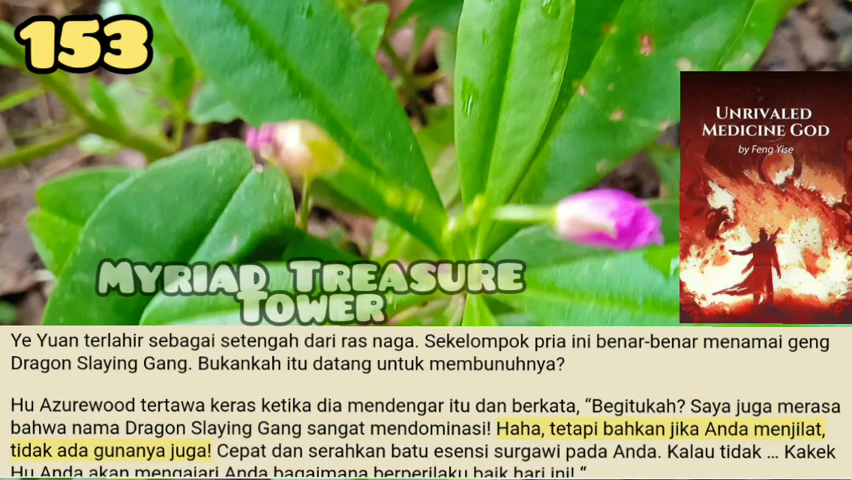 153
UNRIVALED
MEDICINE GOD
by Feng Yise
MYRIAD TREASURE
TOWER
Ye Yuan terlahir sebagai setengah dari ras naga. Sekelompok pria ini benar-benar menamai geng
Dragon Slaying Gang. Bukankah itu datang untuk membunuhnya?
Hu Azurewood tertawa keras ketika dia mendengar itu dan berkata, “Begitukah? Saya juga merasa
bahwa nama Dragon Slaying Gang sangat mendominasi! Haha, tetapi bahkan jika Anda menjilat,
tidak ada gunanya juga! Cepat dan serahkan batu esensi surgawi pada Anda. Kalau tidak ... Kakek
Hu Anda akan mengajari Anda bagaimana berperilaku baik hari ini! “